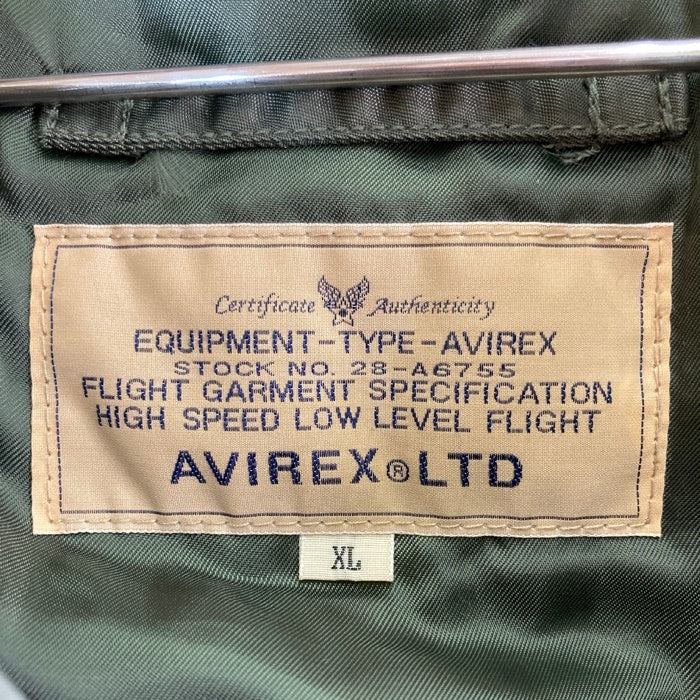 Certificate Authenticity
EQUIPMENT-TYPE-AVIREX
STOCK NO. 28-A6755
FLIGHT GARMENT SPECIFICATION
HIGH SPEED LOW LEVEL FLIGHT
AVIREX®LTD
XL